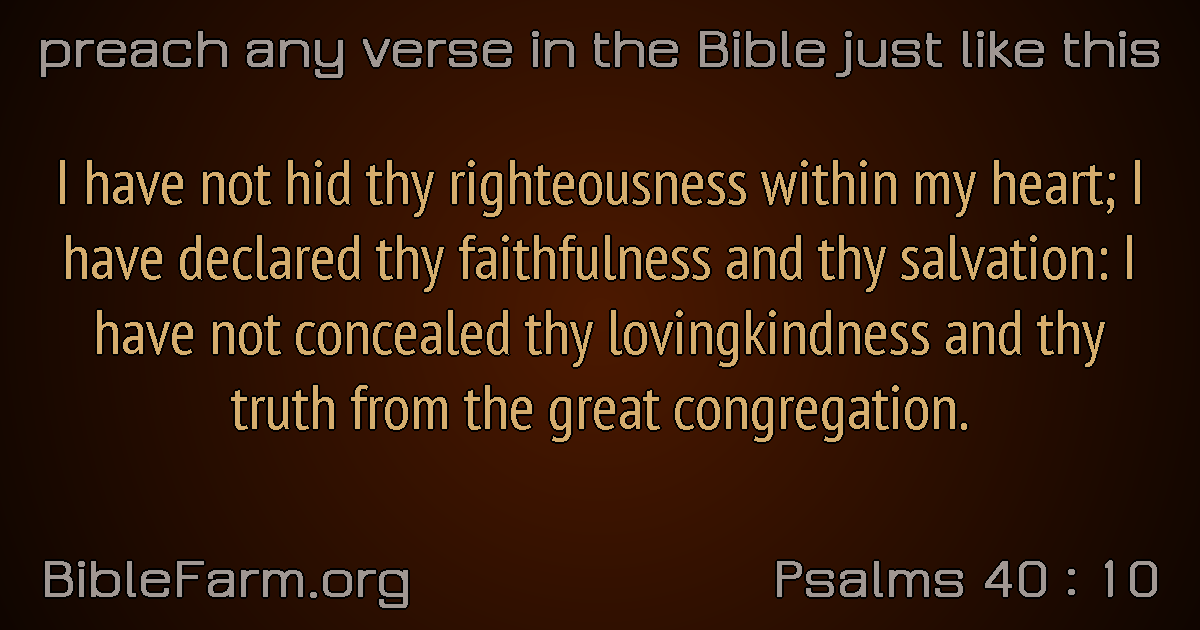 preach any verse in the Bible just like this
I have not hid thy righteousness within my heart; I
have declared thy faithfulness and thy salvation: I
have not concealed thy lovingkindness and thy
truth from the great congregation.
BibleFarm.org
Psalms 40 : 10